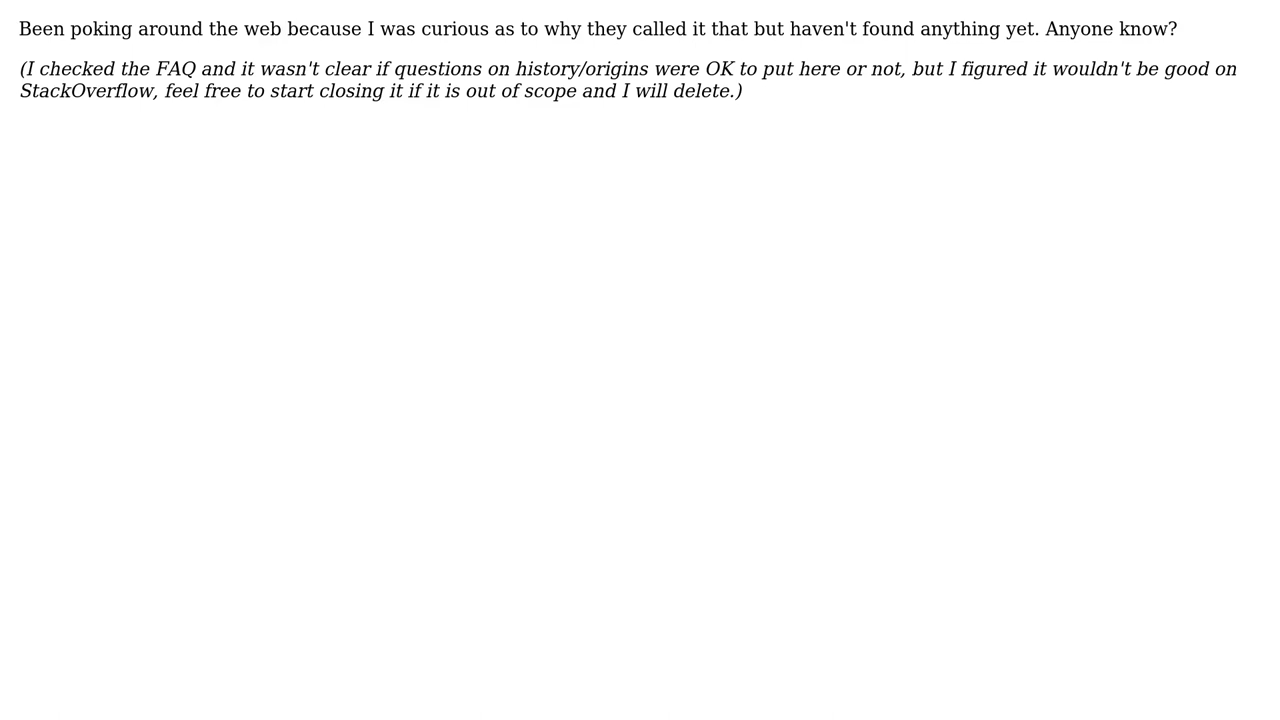 Been poking around the web because I was curious as to why they called it that but haven't found anything yet. Anyone know?
(I checked the FAQ and it wasn't clear if questions on history/origins were OK to put here or not, but I figured it wouldn't be good on
StackOverflow, feel free to start closing it if it is out of scope and I will delete.)